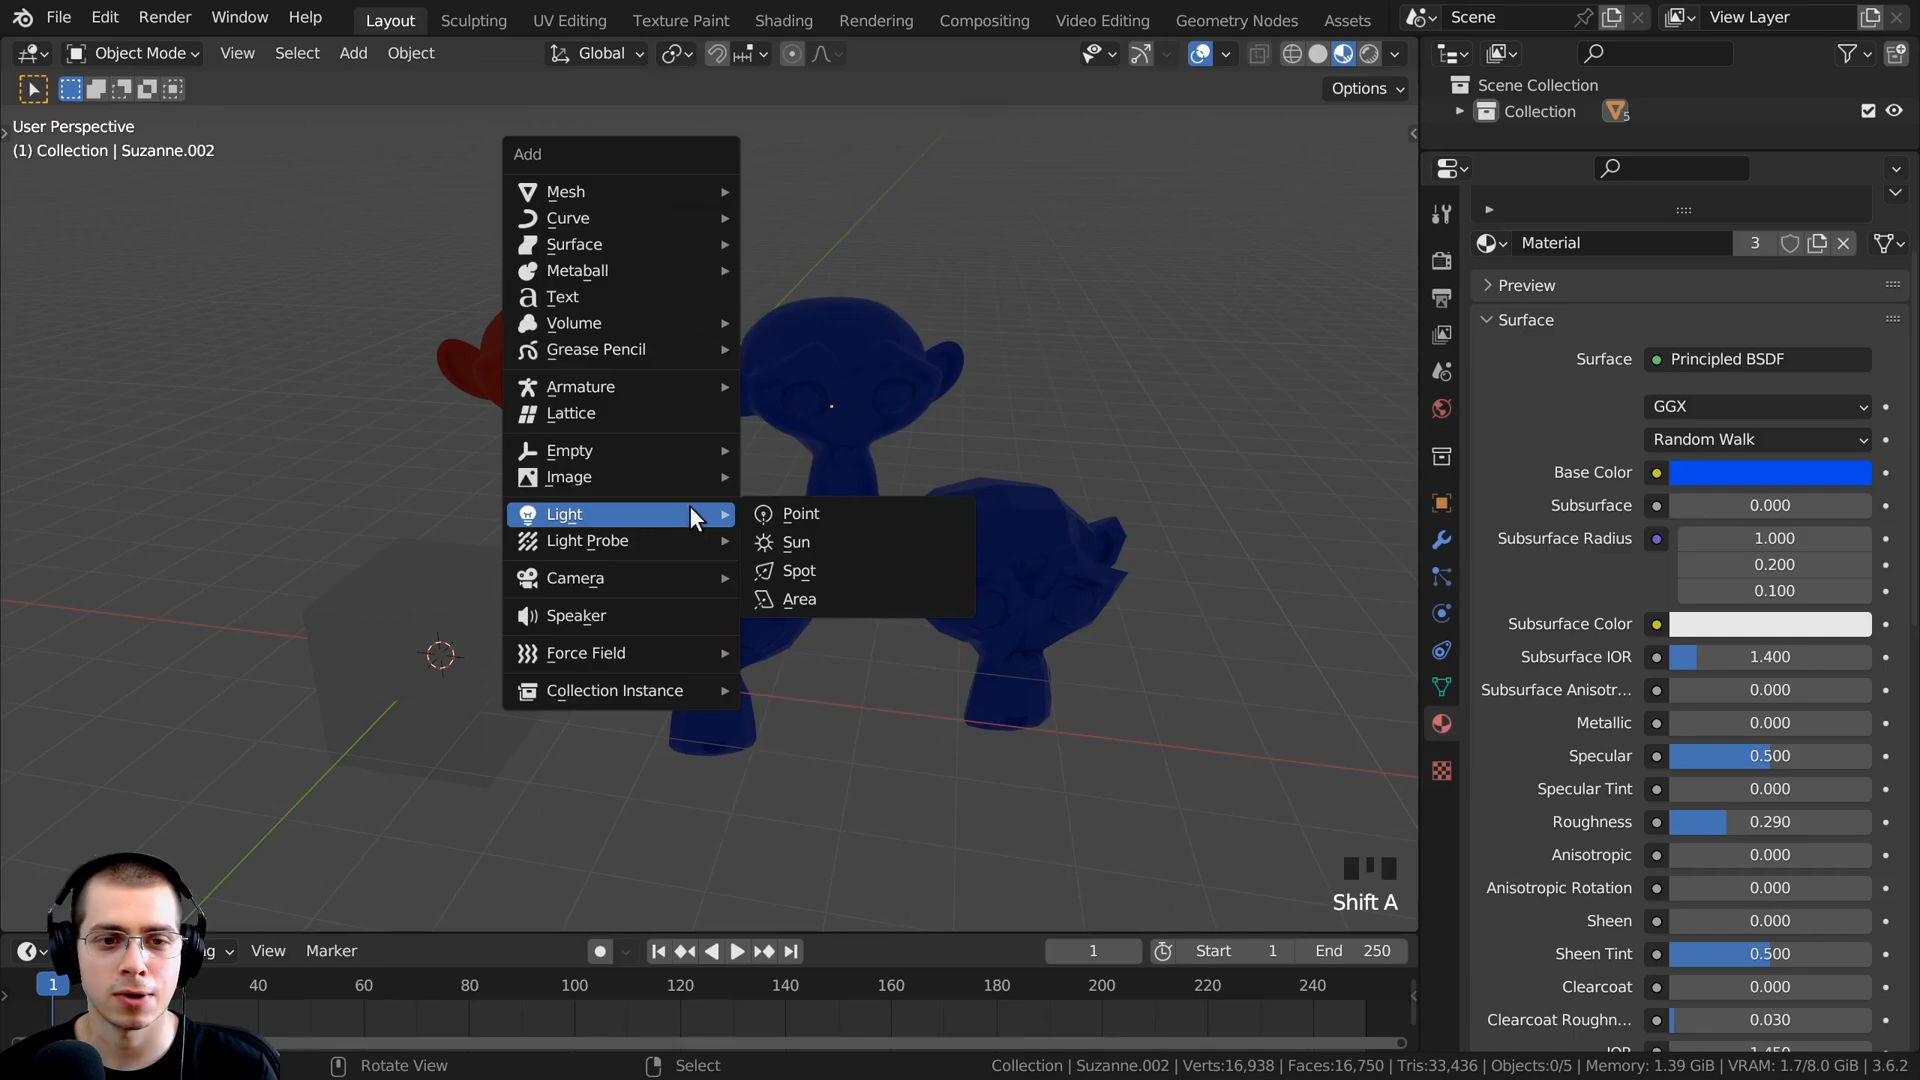 File Edit Render Window Help Layout Sculpting UV Editing Texture Paint Shading Rendering Compositing Video Editing Geometry Nodes Assets Scene View Layer
Object Mode View Select Add Object Global
Options
User Perspective
(1) Collection | Suzanne.002
Add
Mesh
Curve
Surface
Metaball
Text
Volume
Grease Pencil
Armature
Lattice
Empty
Image
Light
Light Probe
Camera
Speaker
Force Field
Collection Instance
Point
Sun
Spot
Area
Shift A
Scene Collection
Collection 5
Material 3
Preview
Surface
Surface Principled BSDF
GGX
Random Walk
Base Color
Subsurface 0.000
Subsurface Radius 1.000
0.200
0.100
Subsurface Color
Subsurface IOR 1.400
Subsurface Anisotr... 0.000
Metallic 0.000
Specular 0.500
Specular Tint 0.000
Roughness 0.290
Anisotropic 0.000
Anisotropic Rotation 0.000
Sheen 0.000
Sheen Tint 0.500
Clearcoat 0.000
Clearcoat Roughn... 0.030
IOR 1.450
View Marker 1 Start 1 End 250
1 40 60 80 100 120 140 160 180 200 220 240
Rotate View Select Collection | Suzanne.002 | Verts:16,938 | Faces:16,750 | Tris:33,436 | Objects:0/5 | Memory: 1.39 GiB | VRAM: 1.7/8.0 GiB | 3.6.2